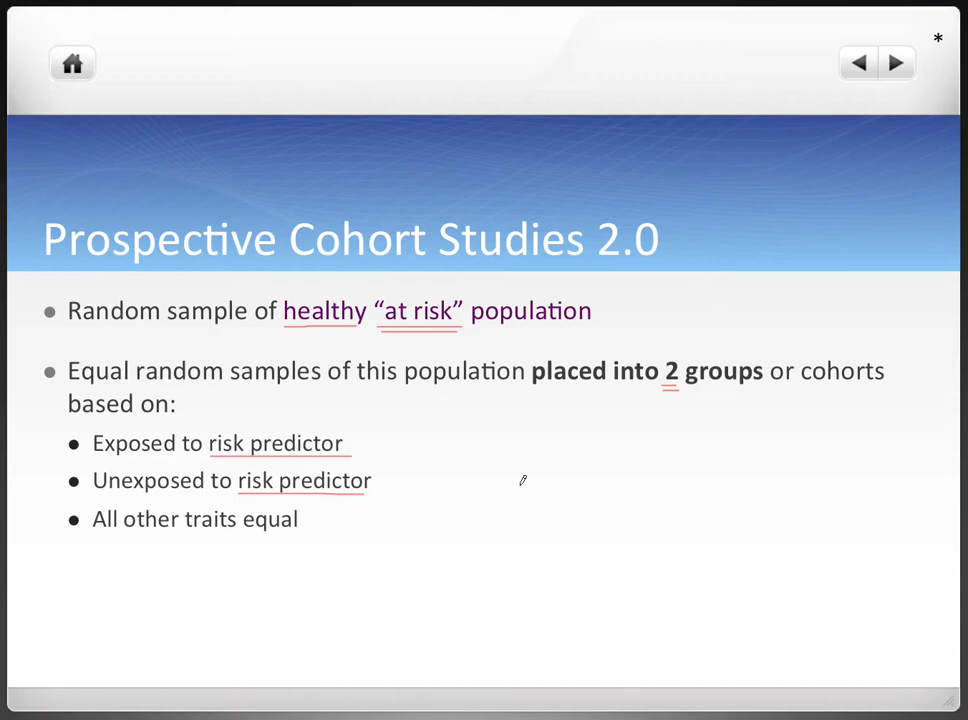 *
Prospective Cohort Studies 2.0
● Random sample of healthy “at risk” population
● Equal random samples of this population placed into 2 groups or cohorts
based on:
● Exposed to risk predictor
● Unexposed to risk predictor
● All other traits equal